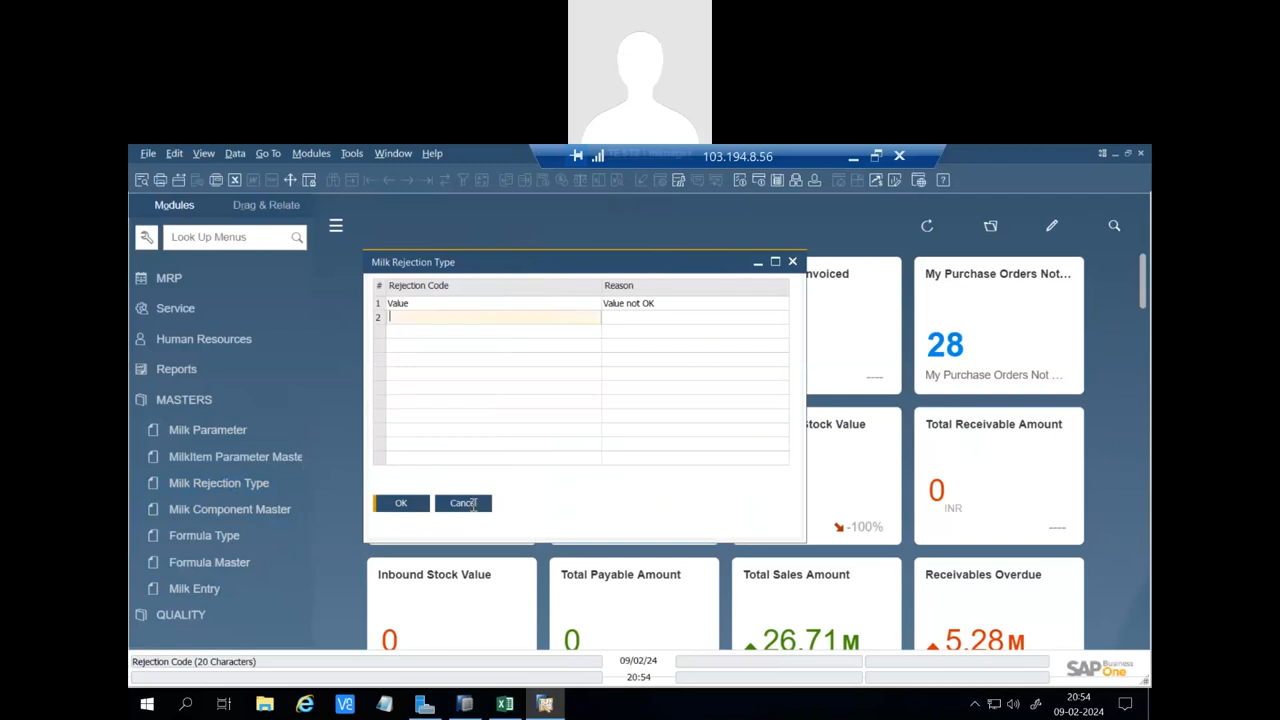 File Edit View Data Go To Modules Tools Window Help
103.194.8.56
Modules Drag & Relate
Look Up Menus
MRP
Service
Human Resources
Reports
MASTERS
Milk Parameter
MilkItem Parameter Maste
Milk Rejection Type
Milk Component Master
Formula Type
Formula Master
Milk Entry
QUALITY
Milk Rejection Type
# Rejection Code Reason
1 Value Value not OK
2
OK Cancel
nvoiced
----
My Purchase Orders Not...
28
My Purchase Orders Not ...
Stock Value
-100%
Total Receivable Amount
0
INR
----
Inbound Stock Value
0
Total Payable Amount
0
Total Sales Amount
26.71 M
Receivables Overdue
5.28 M
Rejection Code (20 Characters)
09/02/24
20:54
SAP Business One
20:54
09-02-2024